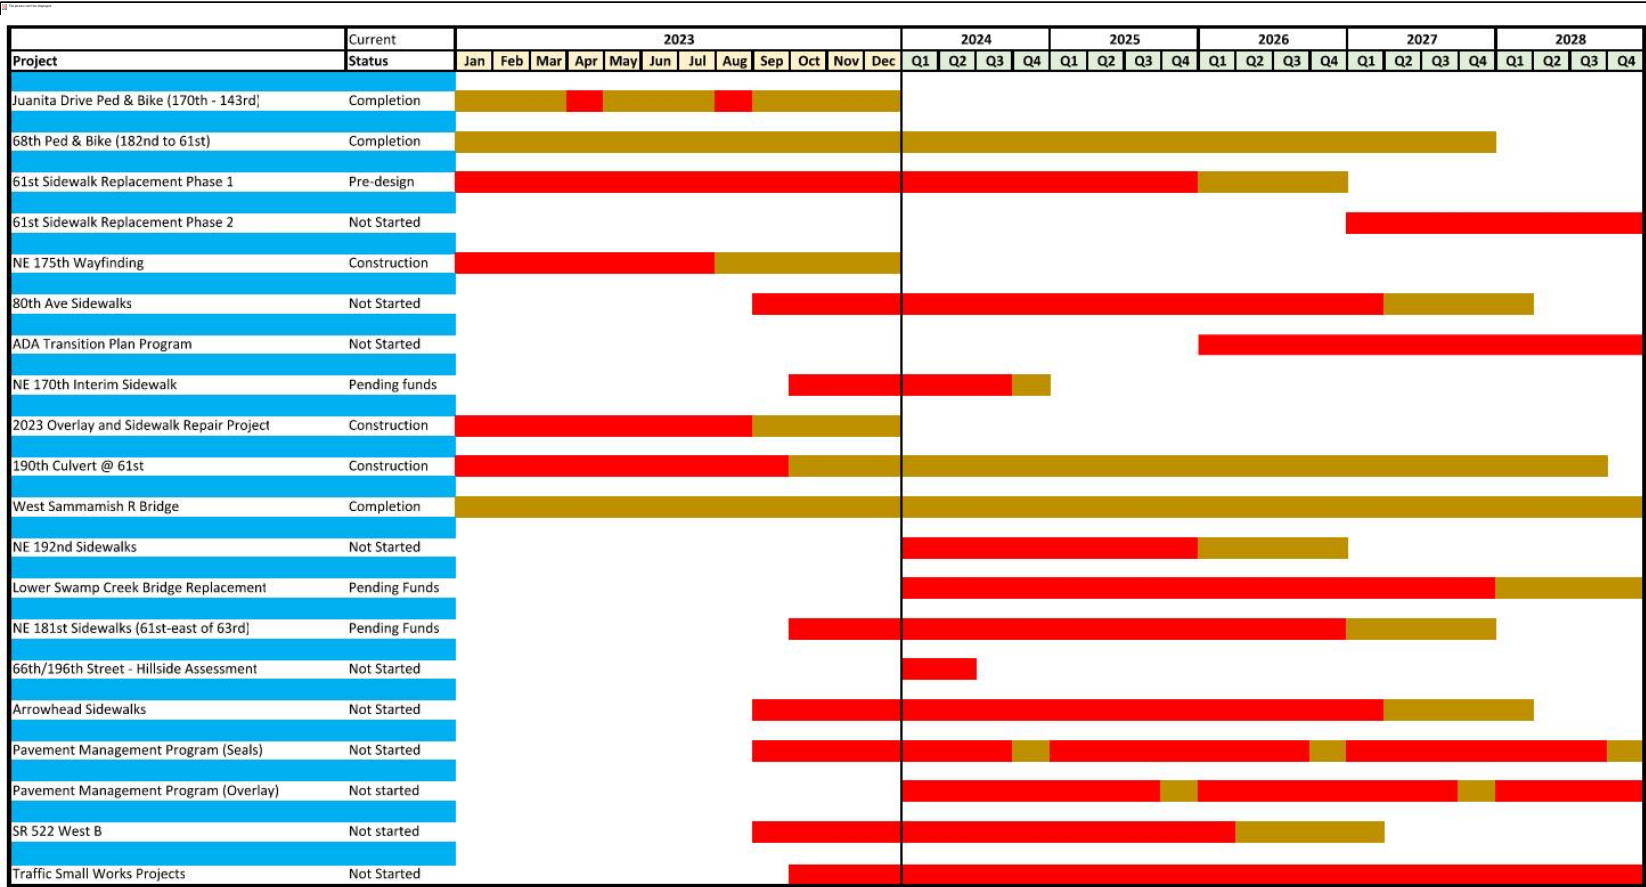 Current 2023 2024 2025 2026 2027 2028
Project Status Jan Feb Mar Apr May Jun Jul Aug Sep Oct Nov Dec Q1 Q2 Q3 Q4 Q1 Q2 Q3 Q4 Q1 Q2 Q3 Q4 Q1 Q2 Q3 Q4 Q1 Q2 Q3 Q4
Juanita Drive Ped & Bike (170th - 143rd) Completion
68th Ped & Bike (182nd to 61st) Completion
61st Sidewalk Replacement Phase 1 Pre-design
61st Sidewalk Replacement Phase 2 Not Started
NE 175th Wayfinding Construction
80th Ave Sidewalks Not Started
ADA Transition Plan Program Not Started
NE 170th Interim Sidewalk Pending funds
2023 Overlay and Sidewalk Repair Project Construction
190th Culvert @ 61st Construction
West Sammamish R Bridge Completion
NE 192nd Sidewalks Not Started
Lower Swamp Creek Bridge Replacement Pending Funds
NE 181st Sidewalks (61st-east of 63rd) Pending Funds
66th/196th Street - Hillside Assessment Not Started
Arrowhead Sidewalks Not Started
Pavement Management Program (Seals) Not Started
Pavement Management Program (Overlay) Not started
SR 522 West B Not started
Traffic Small Works Projects Not Started